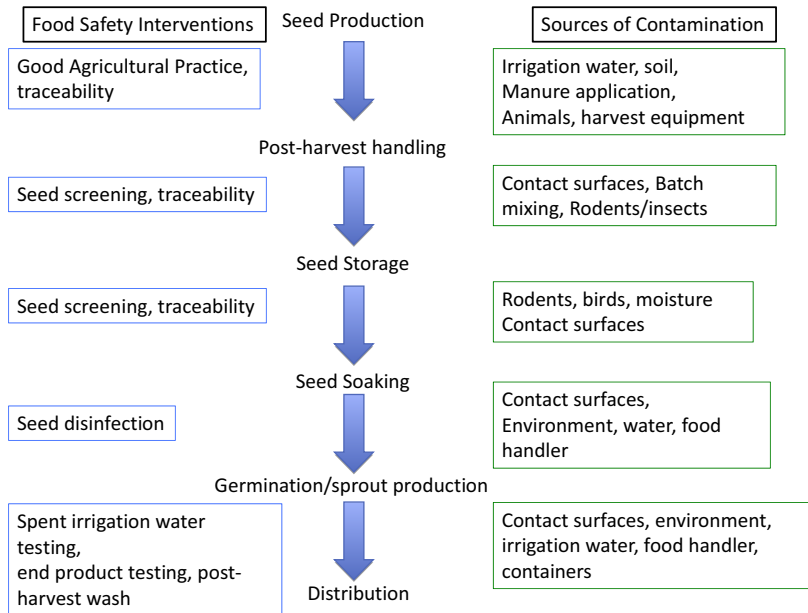 Food Safety Interventions
Seed Production
Sources of Contamination
Good Agricultural Practice,
traceability
Irrigation water, soil,
Manure application,
Animals, harvest equipment
Post-harvest handling
Seed screening, traceability
Contact surfaces, Batch
mixing, Rodents/insects
Seed Storage
Seed screening, traceability
Rodents, birds, moisture
Contact surfaces
Seed Soaking
Seed disinfection
Contact surfaces,
Environment, water, food
handler
Germination/sprout production
Spent irrigation water
testing,
end product testing, post-
harvest wash
Contact surfaces, environment,
irrigation water, food handler,
containers
Distribution